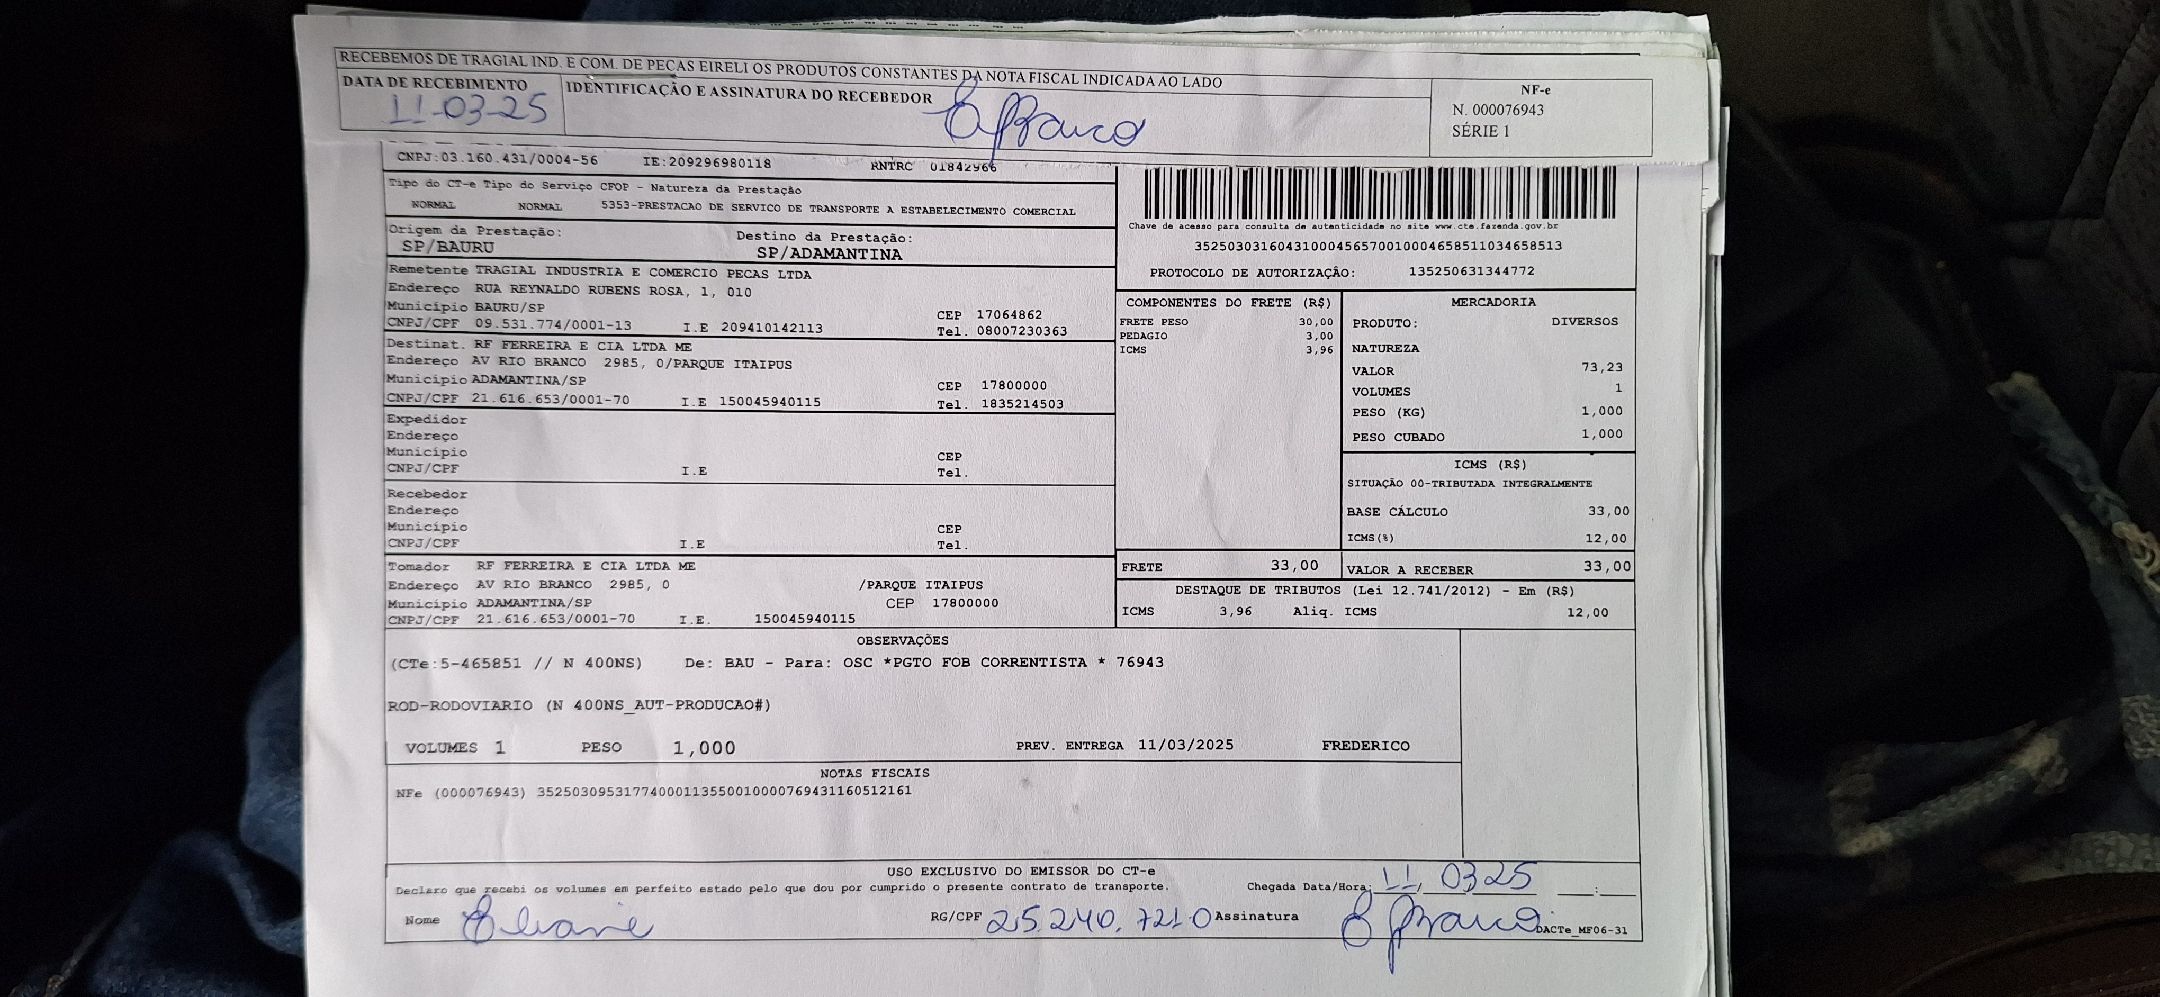 RECEBEMOS DE TRAGIAL IND. E COM. DE PEÇAS EIRELI OS PRODUTOS CONSTANTES DA NOTA FISCAL INDICADA AO LADO
DATA DE RECEBIMENTO
11-03-25
IDENTIFICAÇÃO E ASSINATURA DO RECEBEDOR
NF-e
N. 000076943
SÉRIE 1
CNPJ:03.160.431/0004-56 IE:209296980118 RNTRC 01842966
Tipo do CT-e Tipo do Serviço CFOP - Natureza da Prestação
NORMAL NORMAL 5353-PRESTACAO DE SERVICO DE TRANSPORTE A ESTABELECIMENTO COMERCIAL
Origem da Prestação: Destino da Prestação:
SP/BAURU SP/ADAMANTINA
Remetente TRAGIAL INDUSTRIA E COMERCIO PECAS LTDA
Endereço RUA REYNALDO RUBENS ROSA, 1, 010
Município BAURU/SP CEP 17064862
CNPJ/CPF 09.531.774/0001-13 I.E 209410142113 Tel. 08007230363
Destinat. RF FERREIRA E CIA LTDA ME
Endereço AV RIO BRANCO 2985, 0/PARQUE ITAIPUS
Município ADAMANTINA/SP CEP 17800000
CNPJ/CPF 21.616.653/0001-70 I.E 150045940115 Tel. 1835214503
Expedidor
Endereço
Município CEP
CNPJ/CPF I.E Tel.
Recebedor
Endereço
Município CEP
CNPJ/CPF I.E Tel.
Tomador RF FERREIRA E CIA LTDA ME
Endereço AV RIO BRANCO 2985, 0 /PARQUE ITAIPUS
Município ADAMANTINA/SP CEP 17800000
CNPJ/CPF 21.616.653/0001-70 I.E. 150045940115
Chave de acesso para consulta de autenticidade no site www.cte.fazenda.gov.br
35250303160431000456570010004658511034658513
PROTOCOLO DE AUTORIZAÇÃO: 135250631344772
COMPONENTES DO FRETE (R$)
FRETE PESO 30,00
PEDAGIO 3,00
ICMS 3,96
MERCADORIA
PRODUTO: DIVERSOS
NATUREZA
VALOR 73,23
VOLUMES 1
PESO (KG) 1,000
PESO CUBADO 1,000
ICMS (R$)
SITUAÇÃO 00-TRIBUTADA INTEGRALMENTE
BASE CÁLCULO 33,00
ICMS(%) 12,00
FRETE 33,00 VALOR A RECEBER 33,00
DESTAQUE DE TRIBUTOS (Lei 12.741/2012) - Em (R$)
ICMS 3,96 Aliq. ICMS 12,00
OBSERVAÇÕES
(CTe:5-465851 // N 400NS) De: BAU - Para: OSC *PGTO FOB CORRENTISTA * 76943
ROD-RODOVIARIO (N 400NS_AUT-PRODUCAO#)
VOLUMES 1 PESO 1,000 PREV. ENTREGA 11/03/2025 FREDERICO
NOTAS FISCAIS
NFe (000076943) 35250309531774000113550010000769431160512161
USO EXCLUSIVO DO EMISSOR DO CT-e
Declaro que recebi os volumes em perfeito estado pelo que dou por cumprido o presente contrato de transporte. Chegada Data/Hora: 11/ 03 25 __:__
Nome RG/CPF 25.240.721.0 Assinatura
DACTe_MF06-31